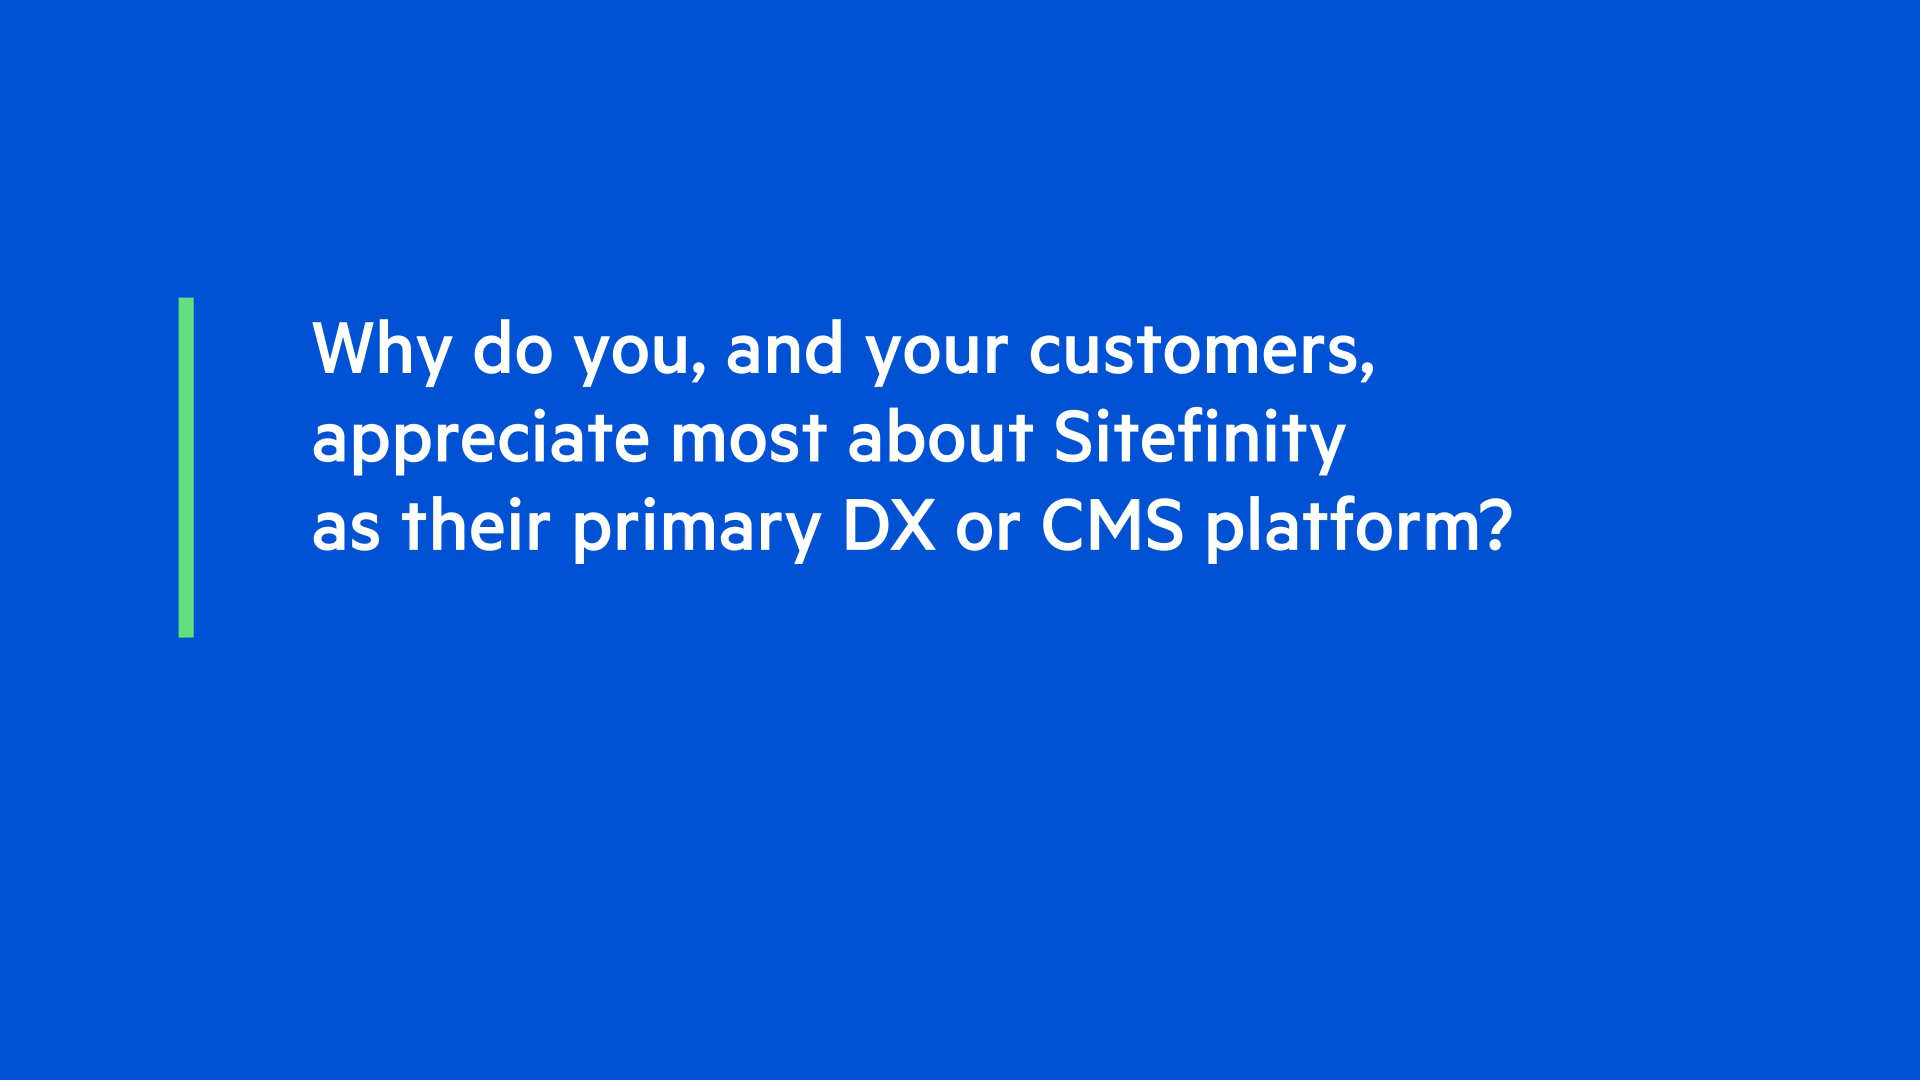 Why do you, and your customers,
appreciate most about Sitefinity
as their primary DX or CMS platform?